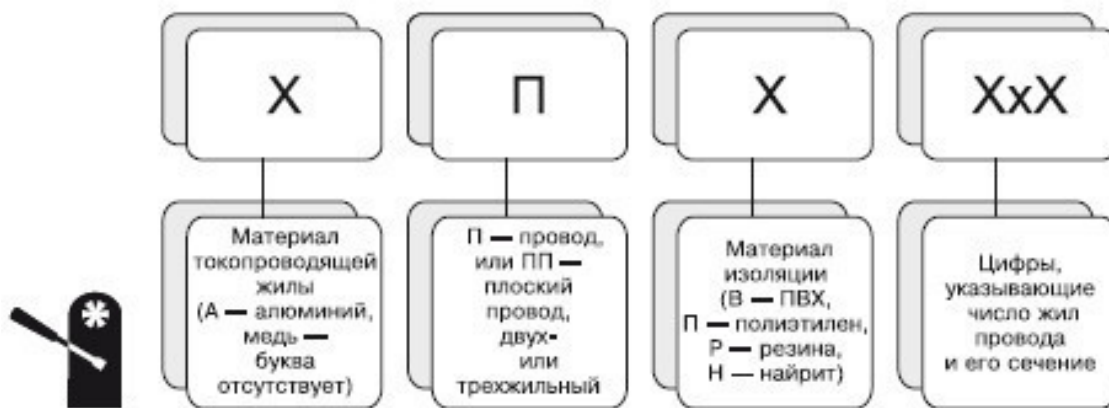 Х
П
Х
ХхХ
Материал
токопроводящей
жилы
(А — алюминий,
медь —
буква
отсутствует)
П — провод,
или ПП —
плоский
провод,
двух-
или
трехжильный
Материал
изоляции
(В — ПВХ,
П — полиэтилен,
Р — резина,
Н — найрит)
Цифры,
указывающие
число жил
провода
и его сечение